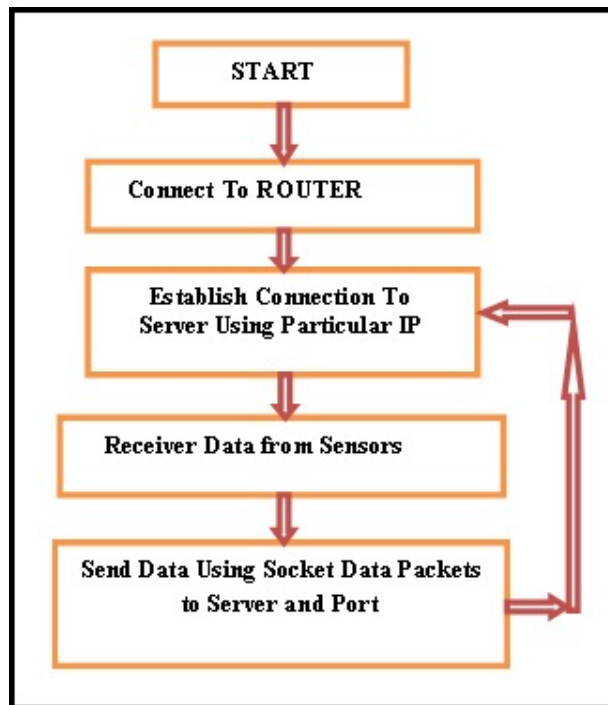 START
Connect To ROUTER
Establish Connection To
Server Using Particular IP
Receiver Data from Sensors
Send Data Using Socket Data Packets
to Server and Port